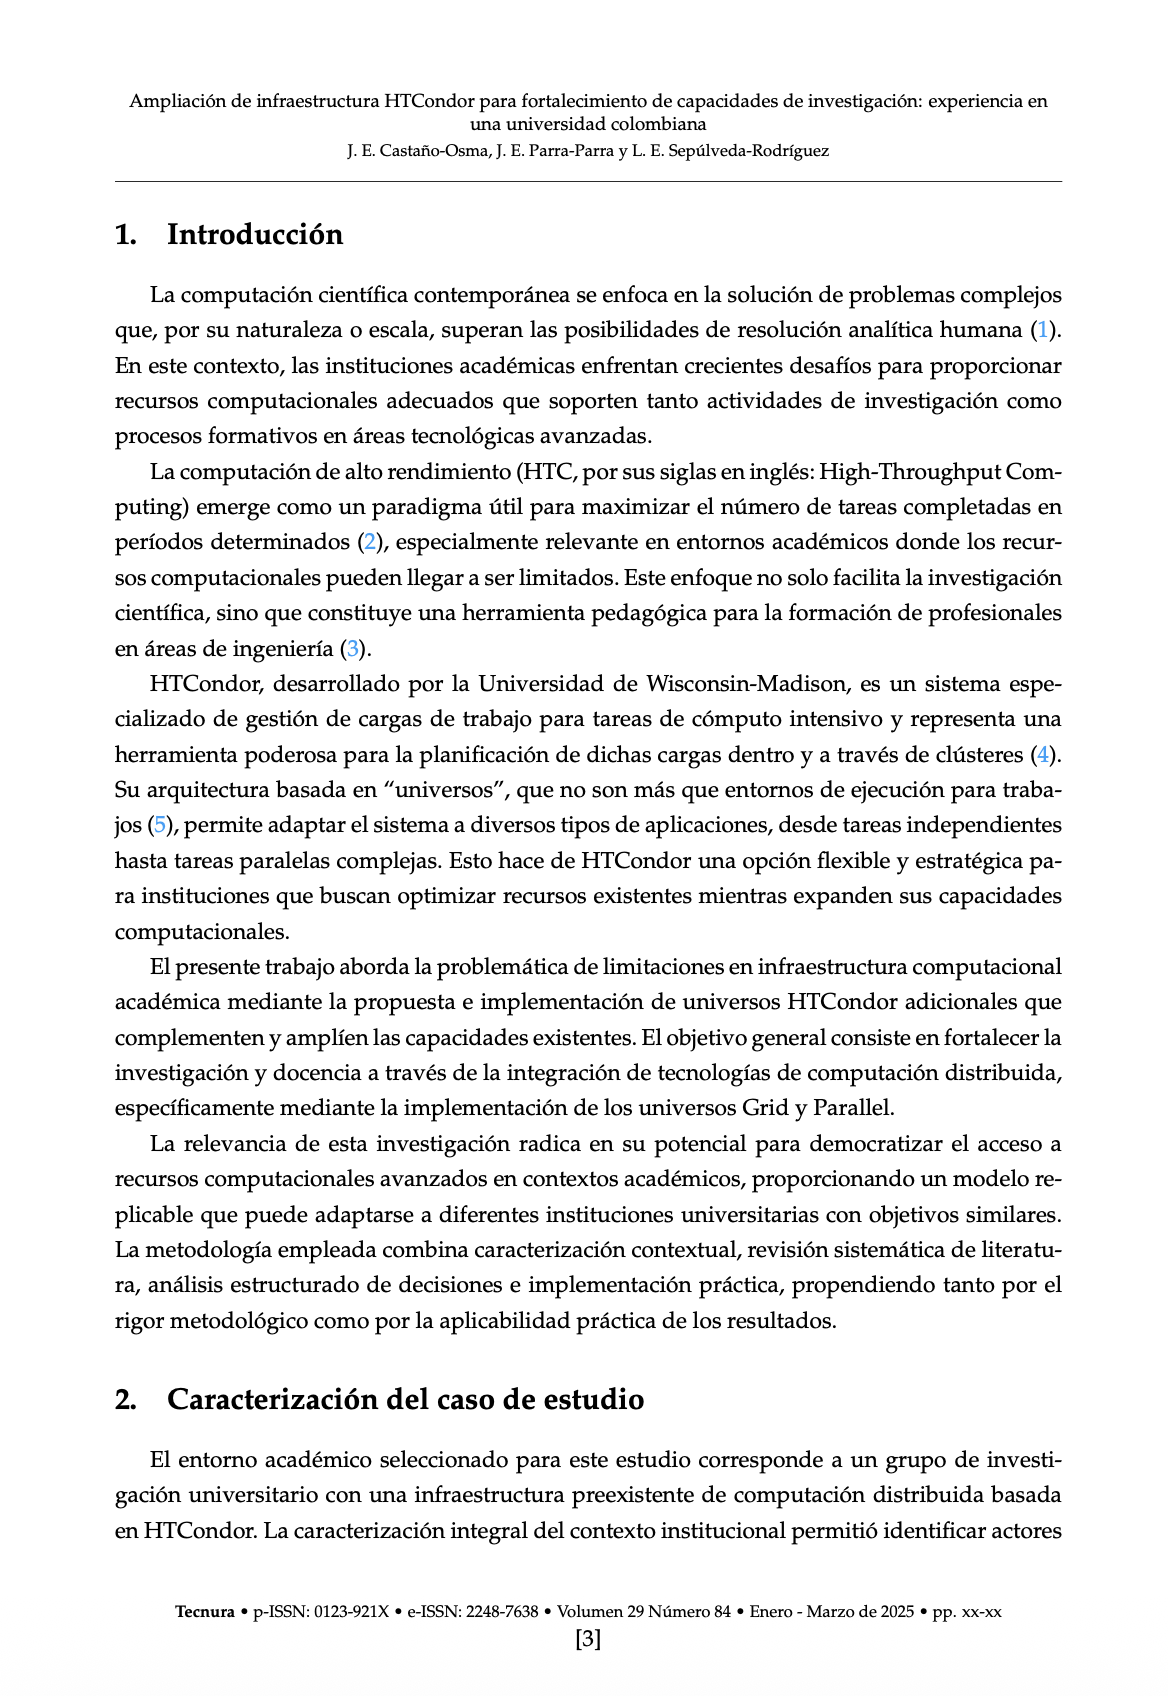 Ampliación de infraestructura HTCondor para fortalecimiento de capacidades de investigación: experiencia en
una universidad colombiana
J. E. Castaño-Osma, J. E. Parra-Parra y L. E. Sepúlveda-Rodríguez
1. Introducción
La computación científica contemporánea se enfoca en la solución de problemas complejos
que, por su naturaleza o escala, superan las posibilidades de resolución analítica humana (1).
En este contexto, las instituciones académicas enfrentan crecientes desafíos para proporcionar
recursos computacionales adecuados que soporten tanto actividades de investigación como
procesos formativos en áreas tecnológicas avanzadas.
La computación de alto rendimiento (HTC, por sus siglas en inglés: High-Throughput Com-
puting) emerge como un paradigma útil para maximizar el número de tareas completadas en
períodos determinados (2), especialmente relevante en entornos académicos donde los recur-
sos computacionales pueden llegar a ser limitados. Este enfoque no solo facilita la investigación
científica, sino que constituye una herramienta pedagógica para la formación de profesionales
en áreas de ingeniería (3).
HTCondor, desarrollado por la Universidad de Wisconsin-Madison, es un sistema espe-
cializado de gestión de cargas de trabajo para tareas de cómputo intensivo y representa una
herramienta poderosa para la planificación de dichas cargas dentro y a través de clústeres (4).
Su arquitectura basada en “universos”, que no son más que entornos de ejecución para traba-
jos (5), permite adaptar el sistema a diversos tipos de aplicaciones, desde tareas independientes
hasta tareas paralelas complejas. Esto hace de HTCondor una opción flexible y estratégica pa-
ra instituciones que buscan optimizar recursos existentes mientras expanden sus capacidades
computacionales.
El presente trabajo aborda la problemática de limitaciones en infraestructura computacional
académica mediante la propuesta e implementación de universos HTCondor adicionales que
complementen y amplíen las capacidades existentes. El objetivo general consiste en fortalecer la
investigación y docencia a través de la integración de tecnologías de computación distribuida,
específicamente mediante la implementación de los universos Grid y Parallel.
La relevancia de esta investigación radica en su potencial para democratizar el acceso a
recursos computacionales avanzados en contextos académicos, proporcionando un modelo re-
plicable que puede adaptarse a diferentes instituciones universitarias con objetivos similares.
La metodología empleada combina caracterización contextual, revisión sistemática de literatu-
ra, análisis estructurado de decisiones e implementación práctica, propendiendo tanto por el
rigor metodológico como por la aplicabilidad práctica de los resultados.
2. Caracterización del caso de estudio
El entorno académico seleccionado para este estudio corresponde a un grupo de investi-
gación universitario con una infraestructura preexistente de computación distribuida basada
en HTCondor. La caracterización integral del contexto institucional permitió identificar actores
Tecnura • p-ISSN: 0123-921X • e-ISSN: 2248-7638 • Volumen 29 Número 84 • Enero - Marzo de 2025 • pp. xx-xx
[3]